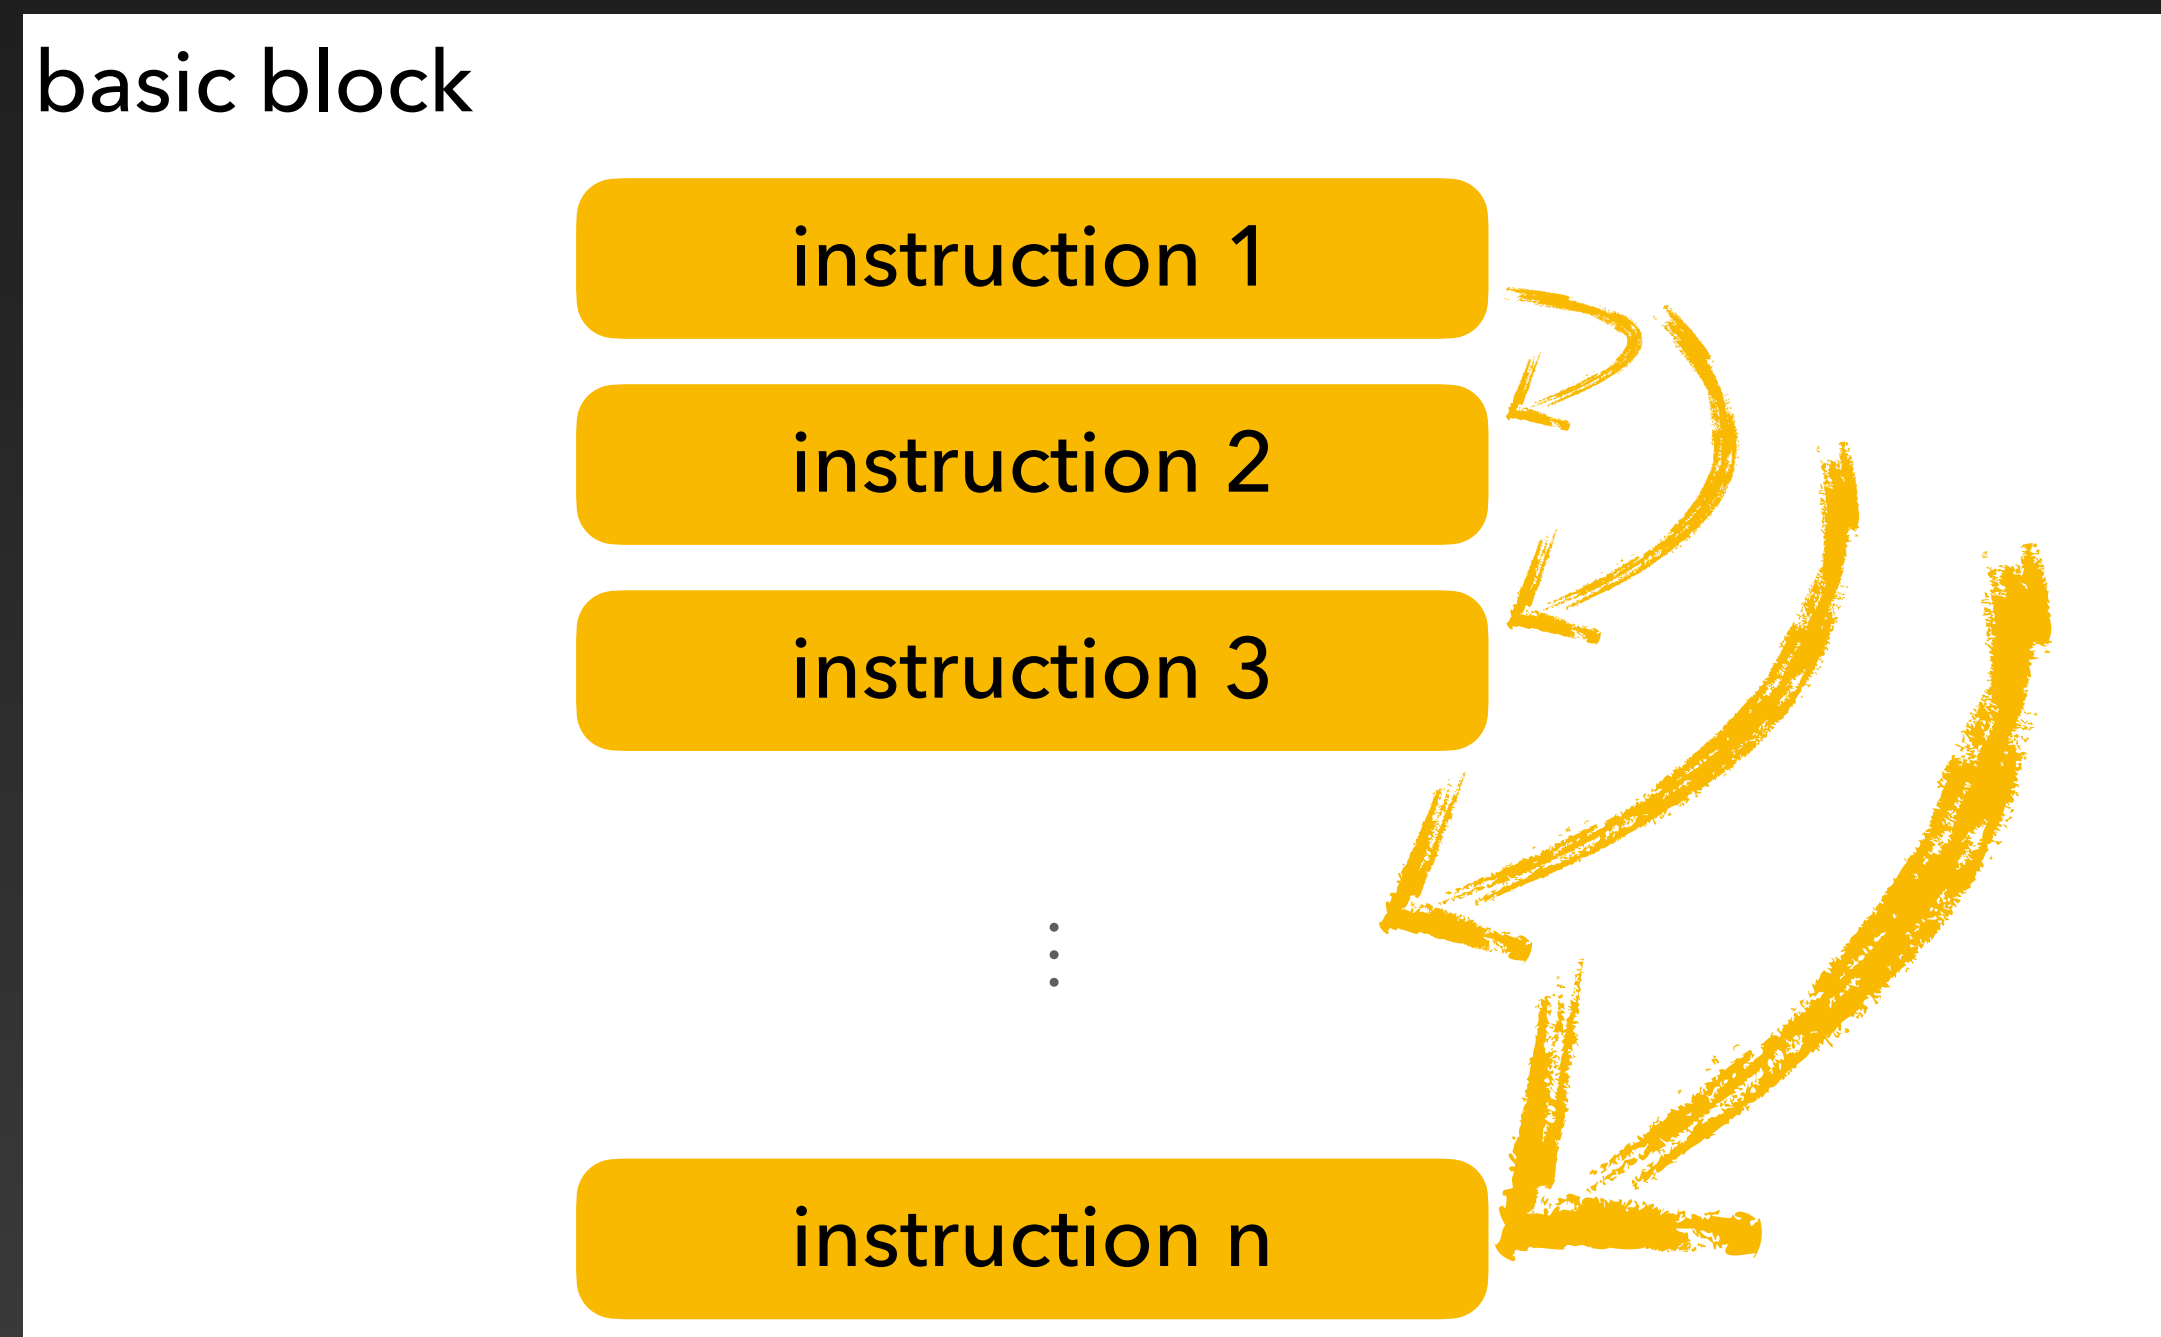 basic block
instruction 1
instruction 2
instruction 3
⋮
instruction n